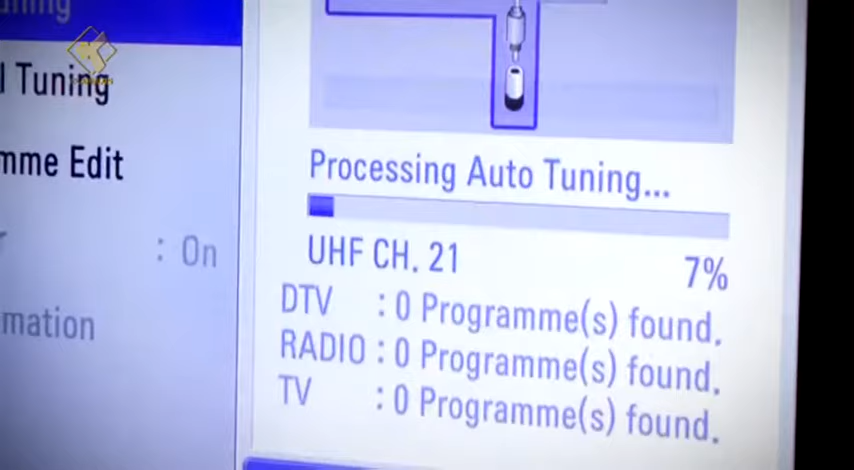 Tuning
mme Edit
: On
mation
Processing Auto Tuning...
UHF CH. 21 7%
DTV : 0 Programme(s) found.
RADIO : 0 Programme(s) found.
TV : 0 Programme(s) found.